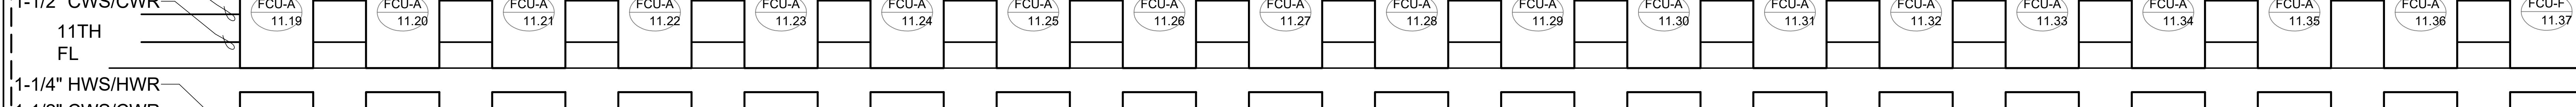 1-1/2" CWS/CWR
FCU-A FCU-A FCU-A FCU-A FCU-A FCU-A FCU-A FCU-A FCU-A FCU-A FCU-A FCU-A FCU-A FCU-A FCU-A FCU-A FCU-A FCU-A FCU-F
11.19 11.20 11.21 11.22 11.23 11.24 11.25 11.26 11.27 11.28 11.29 11.30 11.31 11.32 11.33 11.34 11.35 11.36 11.37
11TH
FL
1-1/4" HWS/HWR